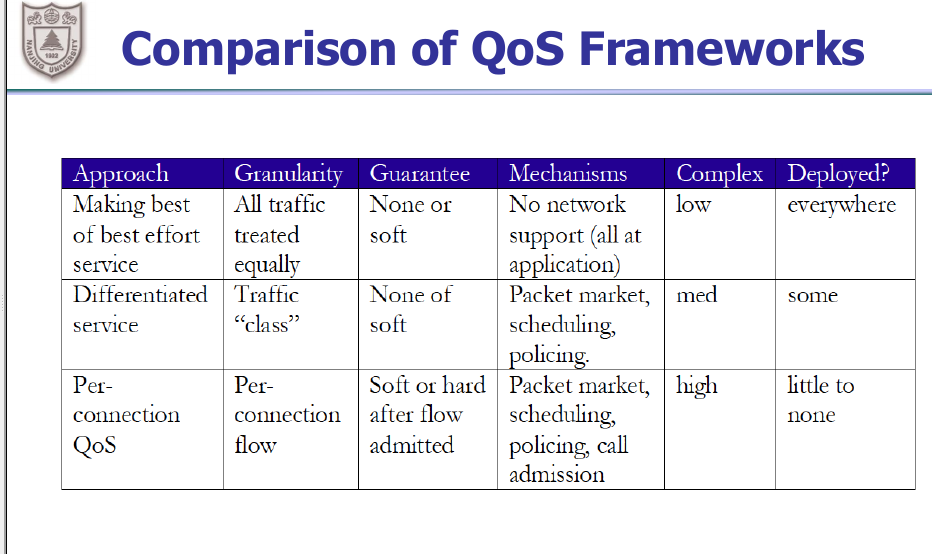 NANJING UNIVERSITY
1902
Comparison of QoS Frameworks
Approach Granularity Guarantee Mechanisms Complex Deployed?
Making best
of best effort
service
All traffic
treated
equally
None or
soft
No network
support (all at
application)
low
everywhere
Differentiated
service
Traffic
“class”
None of
soft
Packet market,
scheduling,
policing.
med
some
Per-
connection
QoS
Per-
connection
flow
Soft or hard
after flow
admitted
Packet market,
scheduling,
policing, call
admission
high
little to
none